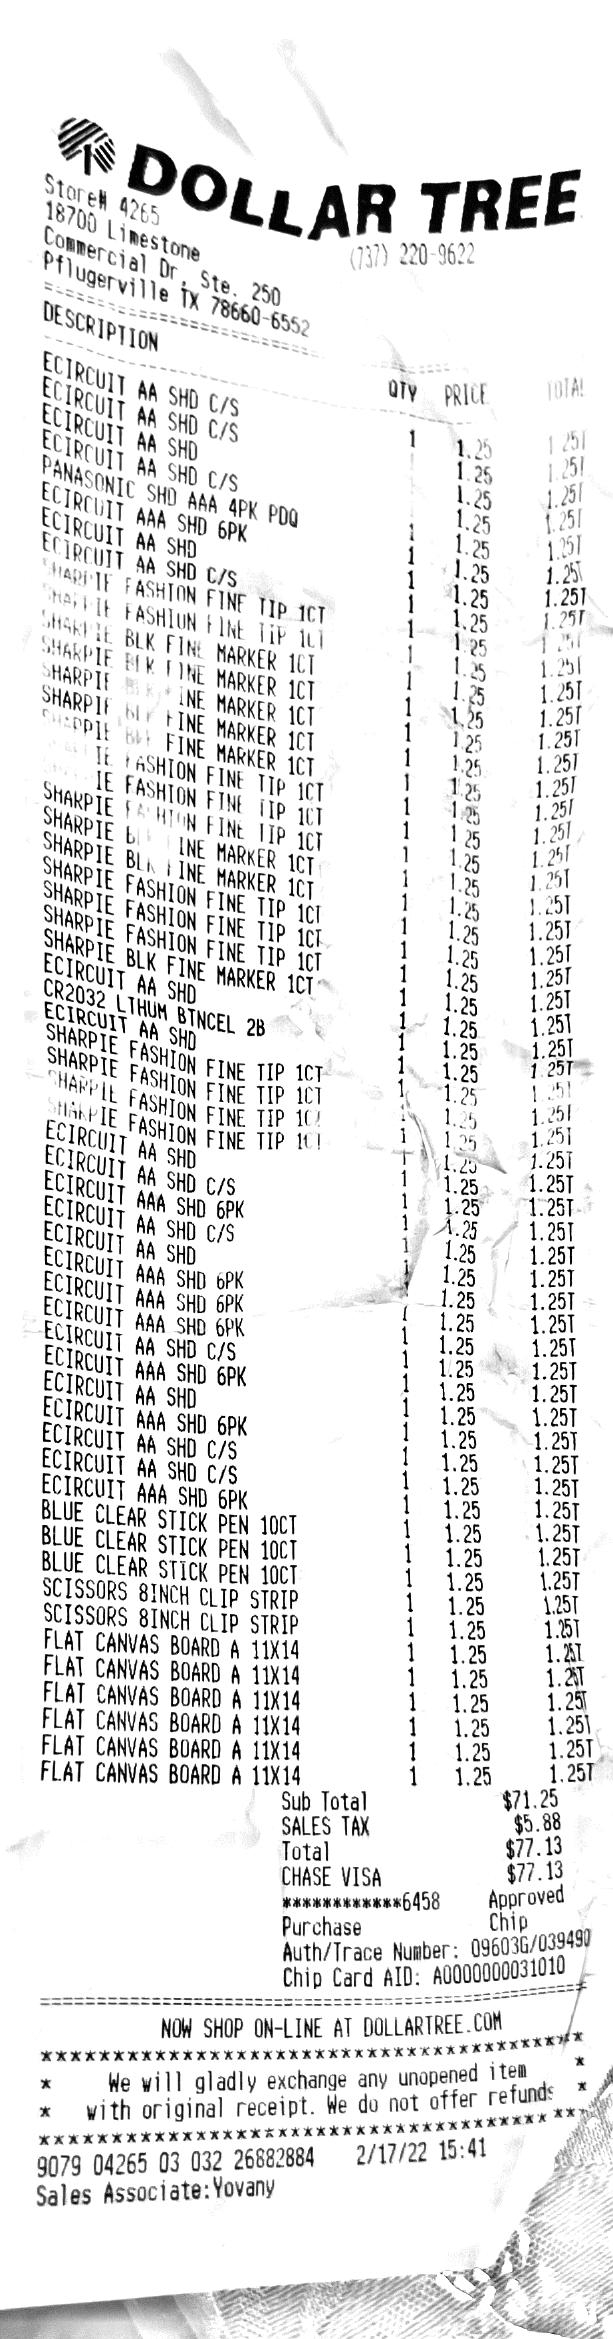 DOLLAR TREE
Store# 4265
(737) 220-9622
18700 Limestone
Commercial Dr, Ste. 250
Pflugerville TX 78660-6552
DESCRIPTION QTY PRICE TOTAL
ECIRCUIT AA SHD C/S 1 1.25 1.25T
ECIRCUIT AA SHD C/S 1 1.25 1.25T
ECIRCUIT AA SHD 1 1.25 1.25T
ECIRCUIT AA SHD C/S 1 1.25 1.25T
PANASONIC SHD AAA 4PK PDQ 1 1.25 1.25T
ECIRCUIT AAA SHD 6PK 1 1.25 1.25T
ECIRCUIT AA SHD 1 1.25 1.25T
ECIRCUIT AA SHD C/S 1 1.25 1.25T
SHARPIE FASHION FINE TIP 1CT 1 1.25 1.25T
SHARPIE FASHION FINE TIP 1CT 1 1.25 1.25T
SHARPIE BLK FINE MARKER 1CT 1 1.25 1.25T
SHARPIE BLK FINE MARKER 1CT 1 1.25 1.25T
SHARPIE BLK FINE MARKER 1CT 1 1.25 1.25T
SHARPIE BLK FINE MARKER 1CT 1 1.25 1.25T
SHARPIE BLK FINE MARKER 1CT 1 1.25 1.25T
SHARPIE FASHION FINE TIP 1CT 1 1.25 1.25T
SHARPIE FASHION FINE TIP 1CT 1 1.25 1.25T
SHARPIE FASHION FINE TIP 1CT 1 1.25 1.25T
SHARPIE BLK FINE MARKER 1CT 1 1.25 1.25T
SHARPIE BLK FINE MARKER 1CT 1 1.25 1.25T
SHARPIE FASHION FINE TIP 1CT 1 1.25 1.25T
SHARPIE FASHION FINE TIP 1CT 1 1.25 1.25T
SHARPIE FASHION FINE TIP 1CT 1 1.25 1.25T
SHARPIE BLK FINE MARKER 1CT 1 1.25 1.25T
ECIRCUIT AA SHD 1 1.25 1.25T
CR2032 LTHUM BTNCEL 2B 1 1.25 1.25T
ECIRCUIT AA SHD 1 1.25 1.25T
SHARPIE FASHION FINE TIP 1CT 1 1.25 1.25T
SHARPIE FASHION FINE TIP 1CT 1 1.25 1.25T
SHARPIE FASHION FINE TIP 1CT 1 1.25 1.25T
SHARPIE FASHION FINE TIP 1CT 1 1.25 1.25T
ECIRCUIT AA SHD 1 1.25 1.25T
ECIRCUIT AA SHD C/S 1 1.25 1.25T
ECIRCUIT AAA SHD 6PK 1 1.25 1.25T
ECIRCUIT AA SHD C/S 1 1.25 1.25T
ECIRCUIT AA SHD 1 1.25 1.25T
ECIRCUIT AAA SHD 6PK 1 1.25 1.25T
ECIRCUIT AAA SHD 6PK 1 1.25 1.25T
ECIRCUIT AAA SHD 6PK 1 1.25 1.25T
ECIRCUIT AA SHD C/S 1 1.25 1.25T
ECIRCUIT AAA SHD 6PK 1 1.25 1.25T
ECIRCUIT AA SHD 1 1.25 1.25T
ECIRCUIT AAA SHD 6PK 1 1.25 1.25T
ECIRCUIT AA SHD C/S 1 1.25 1.25T
ECIRCUIT AA SHD C/S 1 1.25 1.25T
ECIRCUIT AAA SHD 6PK 1 1.25 1.25T
BLUE CLEAR STICK PEN 10CT 1 1.25 1.25T
BLUE CLEAR STICK PEN 10CT 1 1.25 1.25T
BLUE CLEAR STICK PEN 10CT 1 1.25 1.25T
SCISSORS 8INCH CLIP STRIP 1 1.25 1.25T
SCISSORS 8INCH CLIP STRIP 1 1.25 1.25T
FLAT CANVAS BOARD A 11X14 1 1.25 1.25T
FLAT CANVAS BOARD A 11X14 1 1.25 1.25T
FLAT CANVAS BOARD A 11X14 1 1.25 1.25T
FLAT CANVAS BOARD A 11X14 1 1.25 1.25T
FLAT CANVAS BOARD A 11X14 1 1.25 1.25T
FLAT CANVAS BOARD A 11X14 1 1.25 1.25T
Sub Total $71.25
SALES TAX $5.88
Total $77.13
CHASE VISA $77.13
************6458 Approved
Purchase Chip
Auth/Trace Number: 09603G/039490
Chip Card AID: A0000000031010
NOW SHOP ON-LINE AT DOLLARTREE.COM
******************************************
* We will gladly exchange any unopened item *
* with original receipt. We do not offer refunds *
******************************************
9079 04265 03 032 26882884 2/17/22 15:41
Sales Associate:Yovany